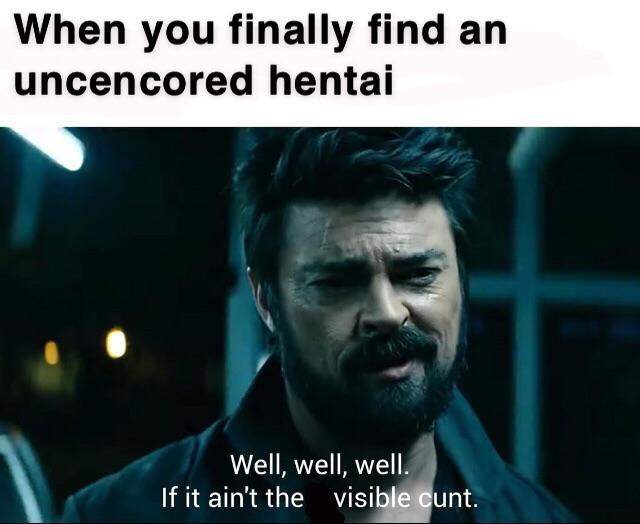 When you finally find an
uncencored hentai
Well, well, well.
If it ain't the visible cunt.